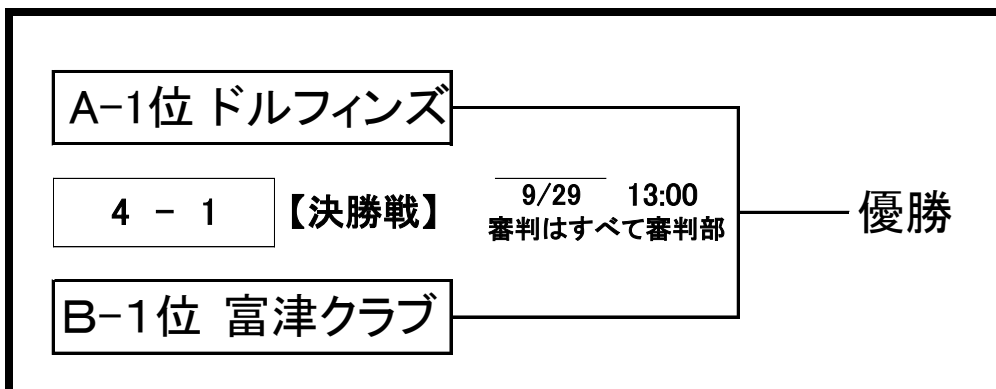 A-1位 ドルフィンズ
4 - 1 【決勝戦】 9/29 13:00
審判はすべて審判部
優勝
B-1位 富津クラブ